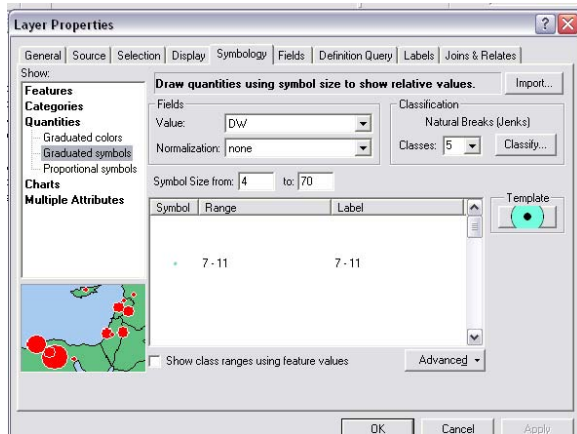 Layer Properties
General Source Selection Display Symbology Fields Definition Query Labels Joins & Relates
Show:
Features
Categories
Quantities
Graduated colors
Graduated symbols
Proportional symbols
Charts
Multiple Attributes
Draw quantities using symbol size to show relative values.
Import...
Fields
Value: DW
Normalization: none
Classification
Natural Breaks (Jenks)
Classes: 5 Classify...
Symbol Size from: 4 to: 70
Template
Symbol Range Label
7 - 11 7 - 11
Show class ranges using feature values
Advanced
OK Cancel Apply